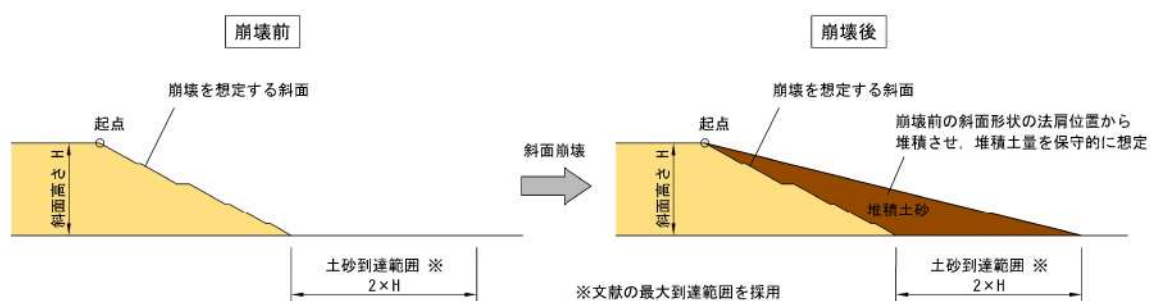 崩壊前
崩壊を想定する斜面
起点
斜面高さ H
土砂到達範囲 ※
2×H
斜面崩壊
崩壊後
崩壊を想定する斜面
起点
崩壊前の斜面形状の法肩位置から
堆積させ，堆積土量を保守的に想定
斜面高さ H
堆積土砂
土砂到達範囲 ※
2×H
※文献の最大到達範囲を採用